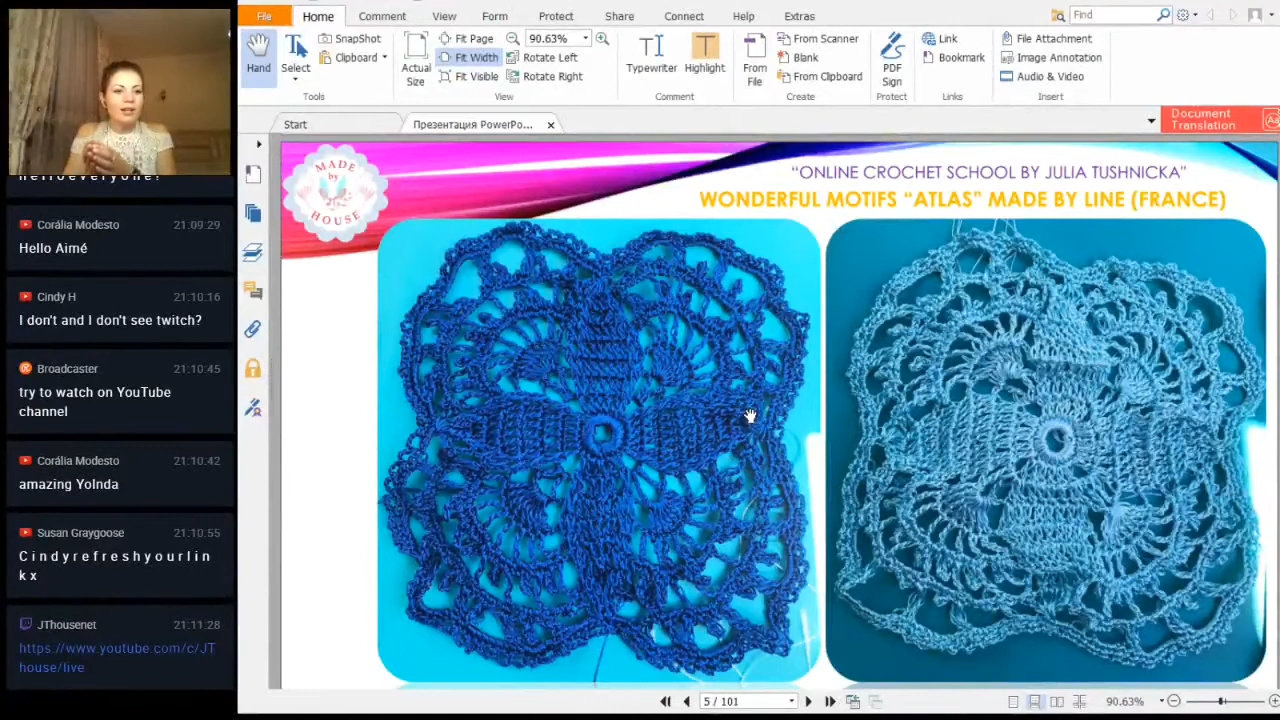 File
Home
Comment
View
Form
Protect
Share
Connect
Help
Extras
Find
Hand
Select
SnapShot
Clipboard
Tools
Actual
Size
Fit Page
Fit Width
Fit Visible
90.63%
Rotate Left
Rotate Right
View
Typewriter
Highlight
Comment
From
File
From Scanner
Blank
From Clipboard
Create
PDF
Sign
Protect
Link
Bookmark
Links
File Attachment
Image Annotation
Audio & Video
Insert
Start
Презентация PowerPo...
Document
Translation
h e l l o e v e r y o n e !
Corália Modesto 21:09:29
Hello Aimé
Cindy H 21:10:16
I don't and I don't see twitch?
Broadcaster 21:10:45
try to watch on YouTube
channel
Corália Modesto 21:10:42
amazing Yolnda
Susan Graygoose 21:10:55
C i n d y r e f r e s h y o u r l i n
k x
JThousenet 21:11:28
https://www.youtube.com/c/JT
house/live
MADE
by
HOUSE
“ONLINE CROCHET SCHOOL BY JULIA TUSHNICKA”
WONDERFUL MOTIFS “ATLAS” MADE BY LINE (FRANCE)
5 / 101
90.63%